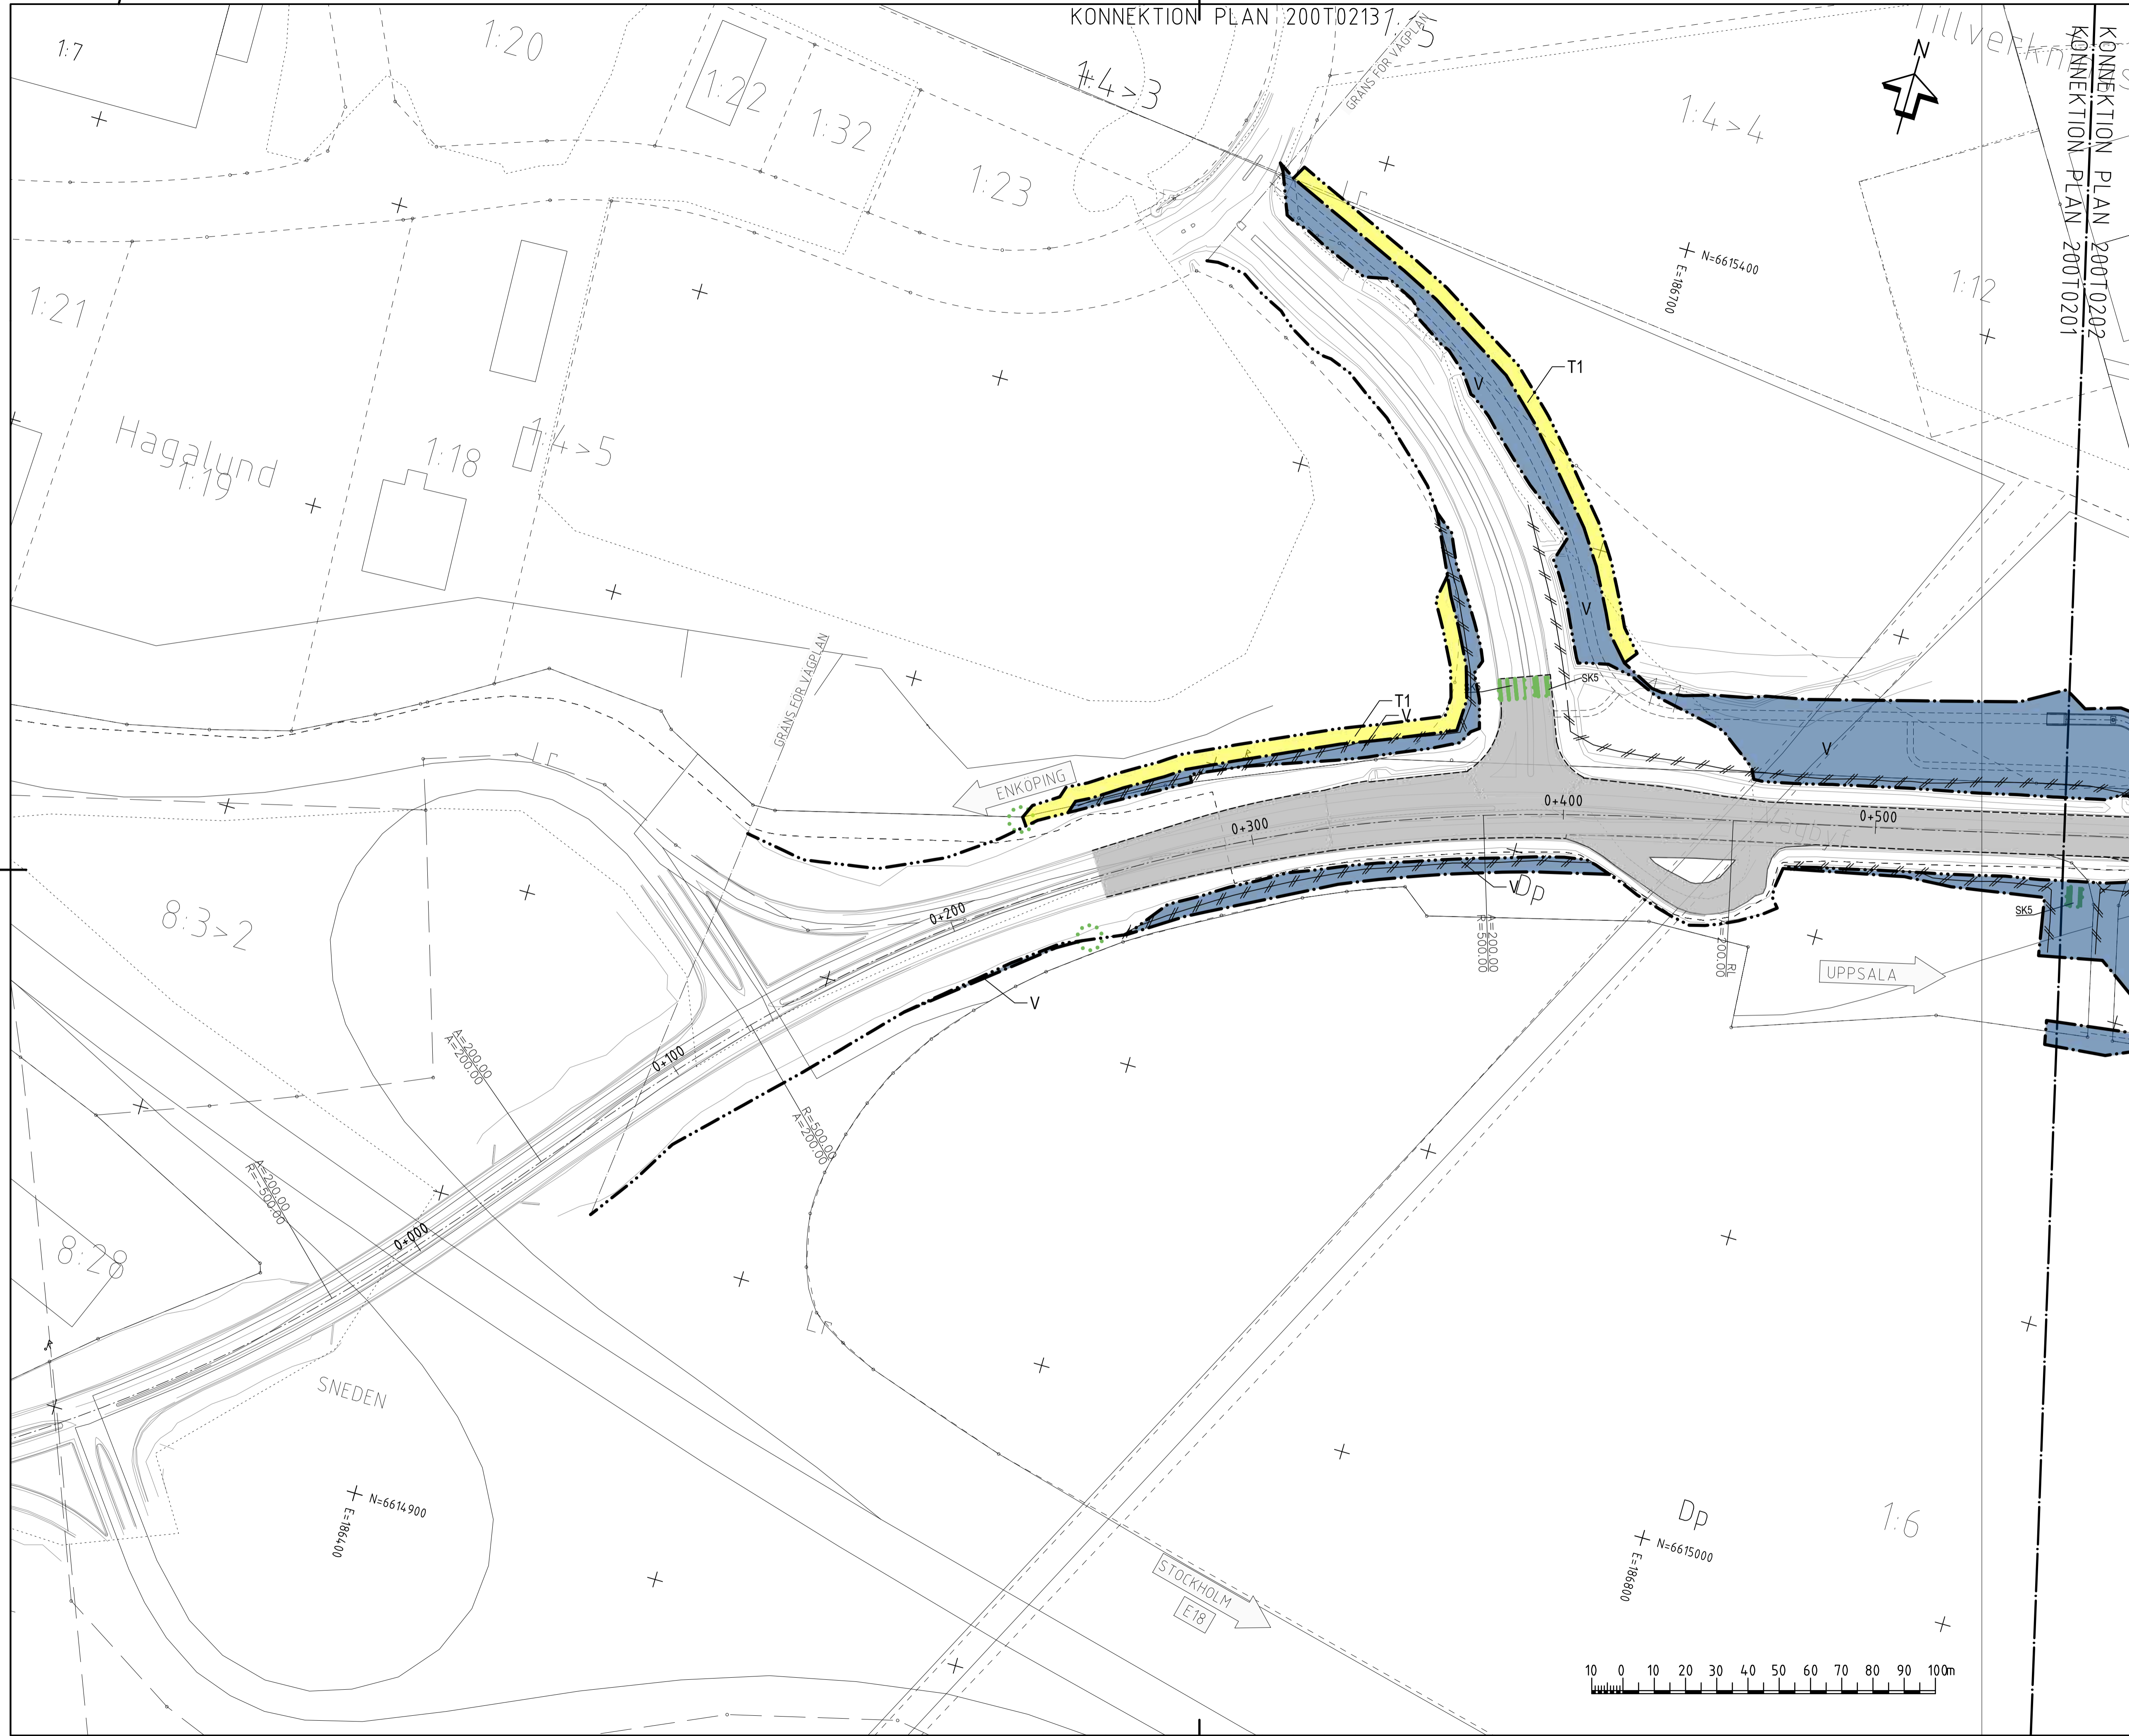 KONNEKTION PLAN 200T0213
KONNEKTION PLAN 200T0202
KONNEKTION PLAN 200T0201
N
1:7
1:20
1:22
1:32
1:23
1:4>3
GRÄNS FÖR VÄGPLAN
1:4>4
1:12
N=6615400
E=186700
1:21
Hagalund
1:19
1:18
1:4>5
T1
V
V
SK5
T1
V
GRÄNS FÖR VÄGPLAN
ENKÖPING
V
0+300
0+400
0+500
V
Dp
A=200.00
R=500.00
SK5
UPPSALA
8:3>2
0+200
V
0+100
A=200.00
A=200.00
R=500.00
A=200.00
A=200.00
R=-500.00
0+000
8:28
SNEDEN
N=6614900
E=186400
STOCKHOLM
E18
Dp
1:6
N=6615000
E=186800
10 0 10 20 30 40 50 60 70 80 90 100m